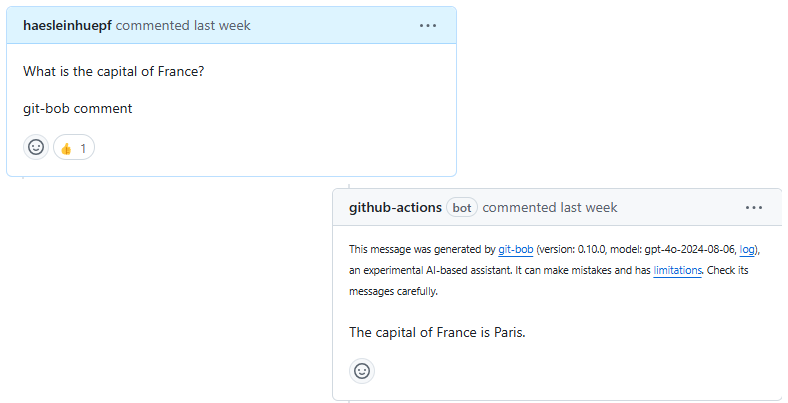 haesleinhuepf commented last week
What is the capital of France?
git-bob comment
1
github-actions bot commented last week
This message was generated by git-bob (version: 0.10.0, model: gpt-4o-2024-08-06, log),
an experimental AI-based assistant. It can make mistakes and has limitations. Check its
messages carefully.
The capital of France is Paris.